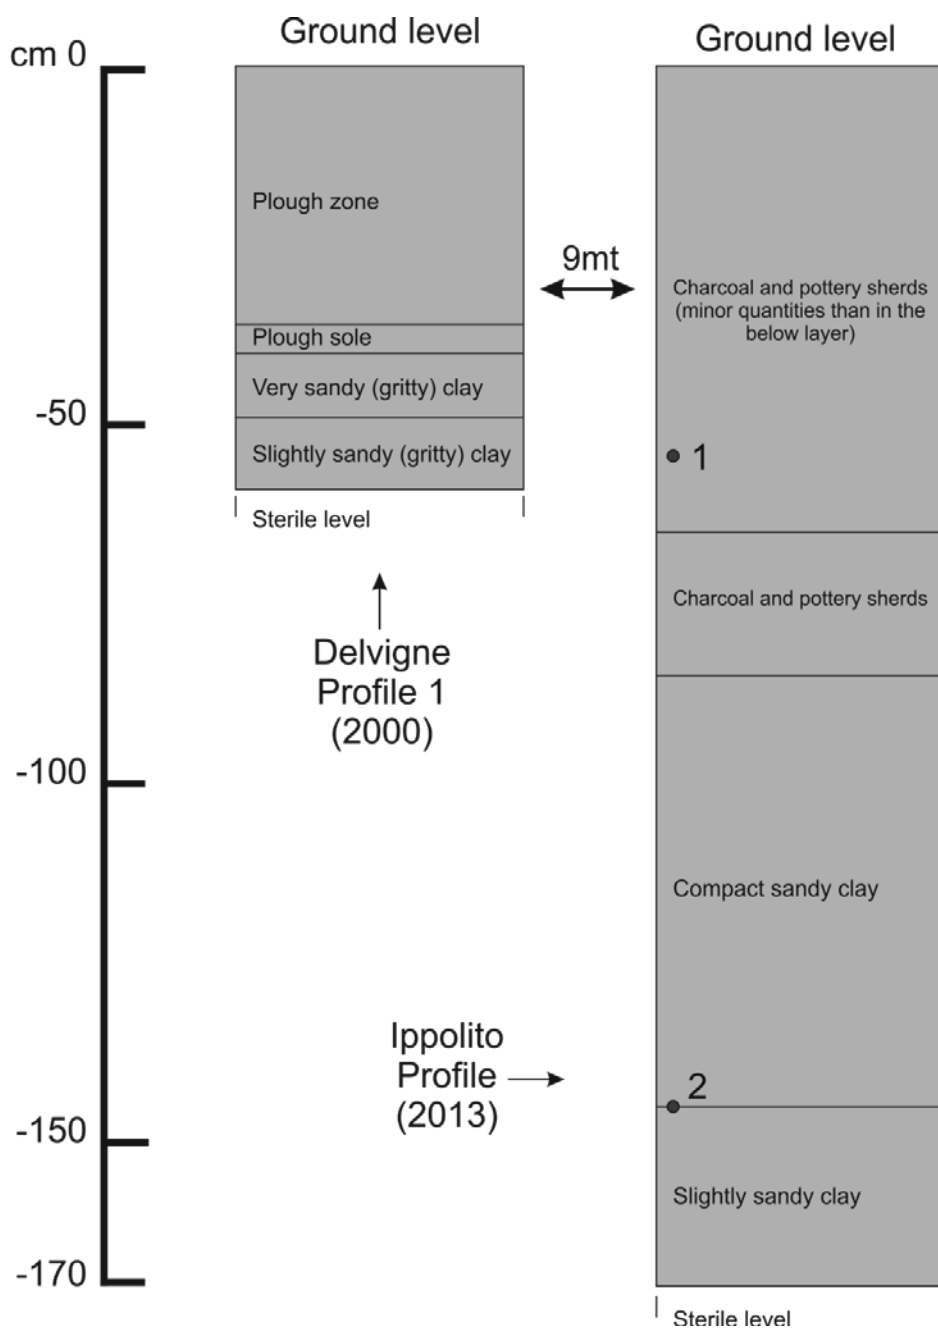 cm 0
Ground level
Ground level
Plough zone
9mt
Charcoal and pottery sherds
(minor quantities than in the
below layer)
Plough sole
Very sandy (gritty) clay
-50
Slightly sandy (gritty) clay
1
Sterile level
Charcoal and pottery sherds
Delvigne
Profile 1
(2000)
-100
Compact sandy clay
Ippolito
Profile
(2013)
2
-150
Slightly sandy clay
-170
Sterile level